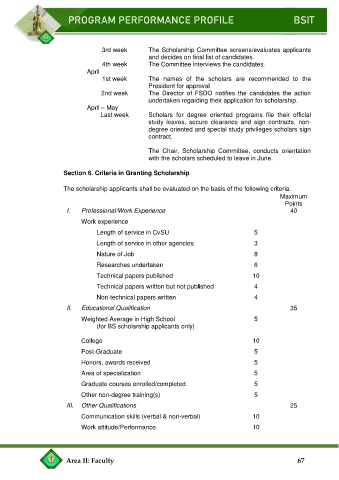 PROGRAM PERFORMANCE PROFILE BSIT
3rd week The Scholarship Committee screens/evaluates applicants
and decides on final list of candidates.
4th week The Committee Interviews the candidates.
April
1st week The names of the scholars are recommended to the
President for approval
2nd week The Director of FSDO notifies the candidates the action
undertaken regarding their application for scholarship.
April – May
Last week Scholars for degree oriented programs file their official
study leaves, secure clearance and sign contracts, non-
degree oriented and special study privileges scholars sign
contract.
The Chair, Scholarship Committee, conducts orientation
with the scholars scheduled to leave in June.
Section 6. Criteria in Granting Scholarship
The scholarship applicants shall be evaluated on the basis of the following criteria.
Maximum
Points
I. Professional/Work Experience 40
Work experience
Length of service in CvSU 5
Length of service in other agencies 3
Nature of Job 8
Researches undertaken 6
Technical papers published 10
Technical papers written but not published 4
Non-technical papers written 4
II. Educational Qualification 35
Weighted Average in High School 5
(for BS scholarship applicants only)
College 10
Post-Graduate 5
Honors, awards received 5
Area of specialization 5
Graduate courses enrolled/completed 5
Other non-degree training(s) 5
III. Other Qualifications 25
Communication skills (verbal & non-verbal) 10
Work attitude/Performance 10
Area II: Faculty 67